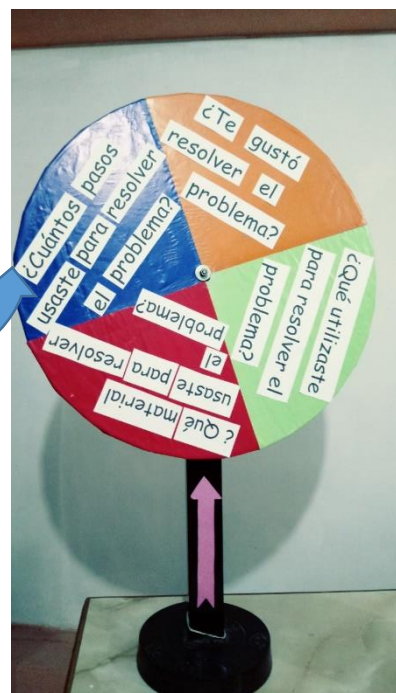 ¿Te gustó
resolver el
problema?
¿Qué utilizaste
para resolver el
problema?
¿Qué material
usaste para resolver
el
problema?
¿Cuántos pasos
usaste para resolver
el problema?